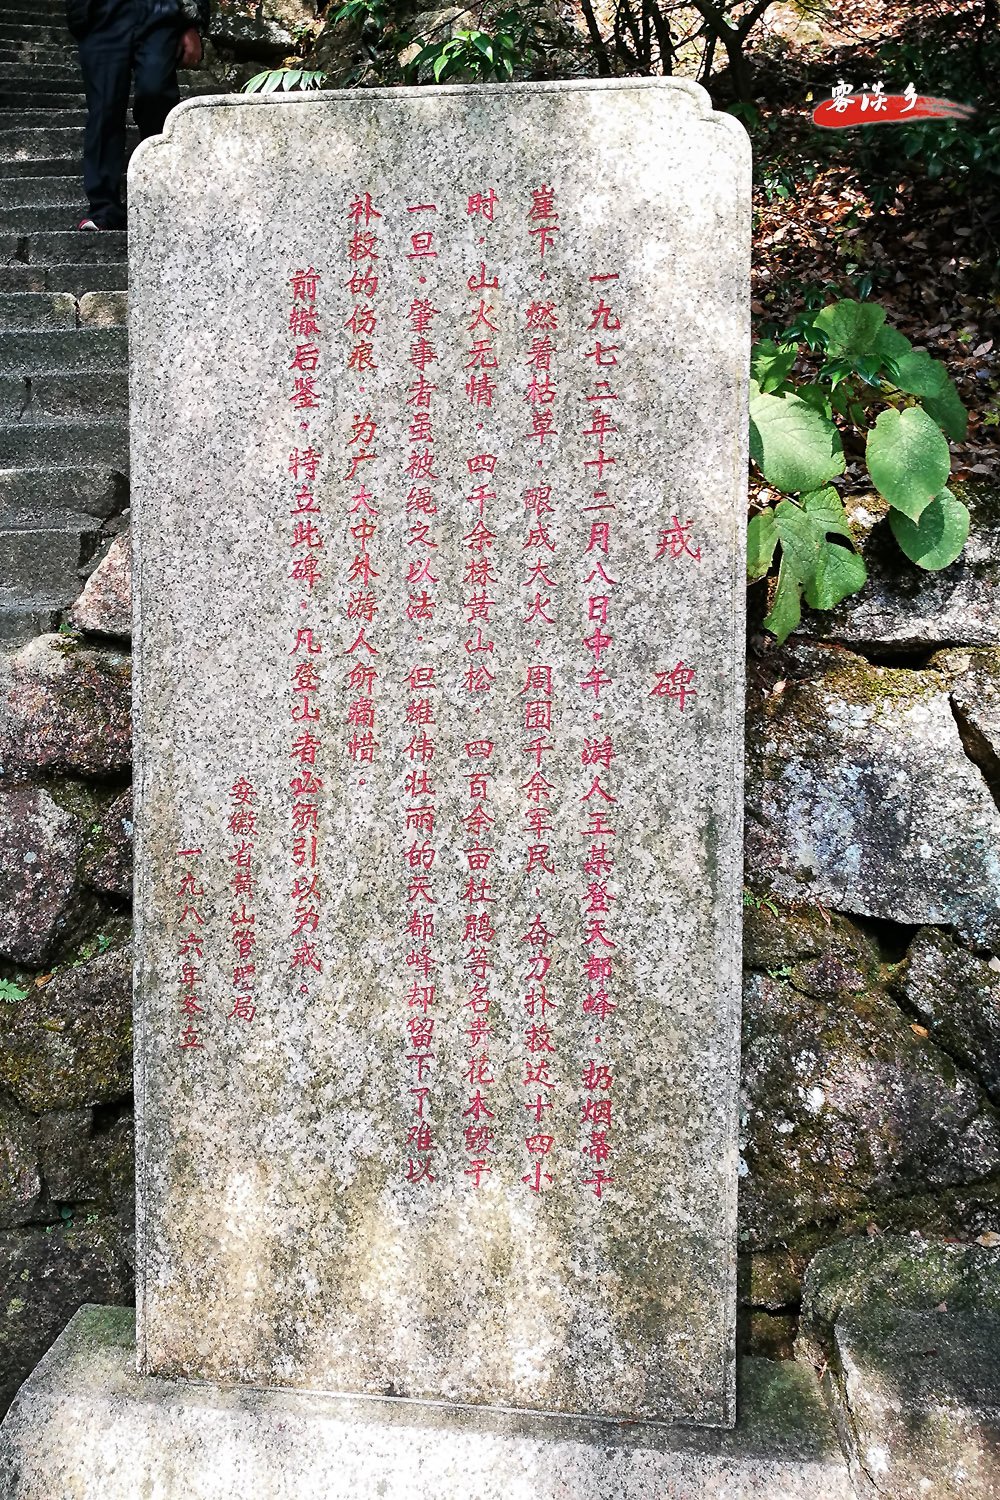 戒碑
一九七二年十二月八日中午。游人王某登天都峰，扔烟蒂于
崖下，燃着枯草，酿成大火，周围千余军民，奋力扑救达十四小
时，山火无情，四千余株黄山松，四百余亩杜鹃等名贵花木毁于
一旦。肇事者虽被绳之以法，但雄伟壮丽的天都峰却留下了难以
补救的伤痕，为广大中外游人所痛惜。
前辙后鉴，特立此碑，凡登山者必须引以为戒。
安徽省黄山管理局
一九八六年冬立
雾淡乡